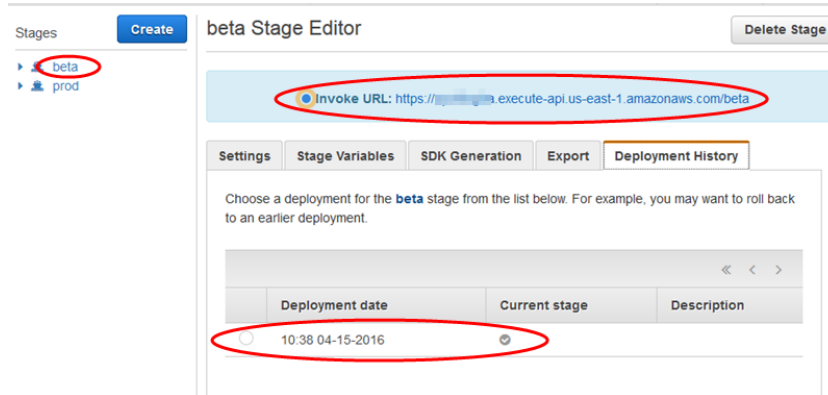 Stages
Create
beta
prod
beta Stage Editor
Delete Stage
Invoke URL: https:// a.execute-api.us-east-1.amazonaws.com/beta
Settings
Stage Variables
SDK Generation
Export
Deployment History
Choose a deployment for the beta stage from the list below. For example, you may want to roll back
to an earlier deployment.
« < >
Deployment date
Current stage
Description
10:38 04-15-2016